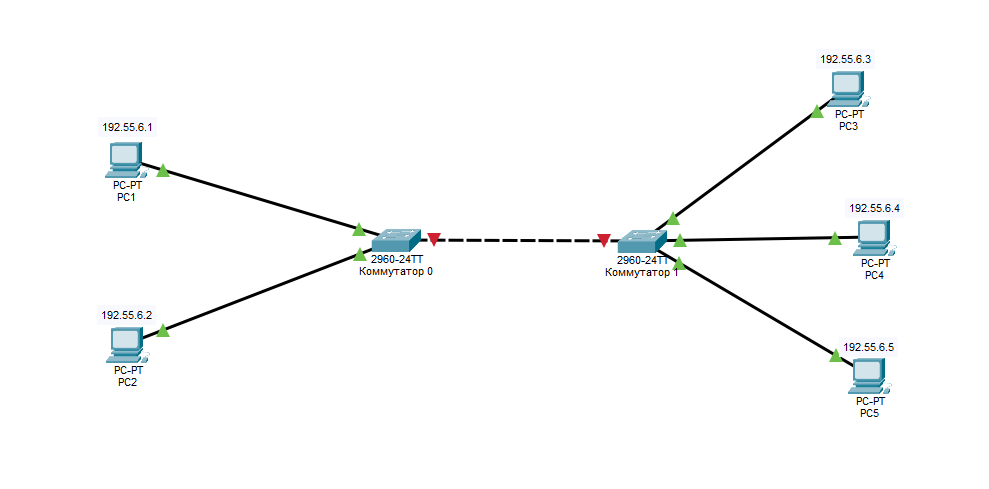 192.55.6.1
PC-PT
PC1
192.55.6.2
PC-PT
PC2
2960-24TT
Коммутатор 0
2960-24TT
Коммутатор 1
192.55.6.3
PC-PT
PC3
192.55.6.4
PC-PT
PC4
192.55.6.5
PC-PT
PC5